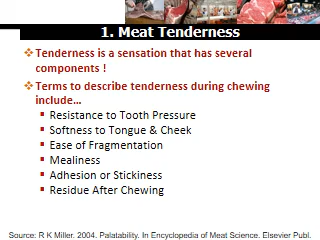 1. Meat Tenderness
❖Tenderness is a sensation that has several
components !
❖Terms to describe tenderness during chewing
include…
▪ Resistance to Tooth Pressure
▪ Softness to Tongue & Cheek
▪ Ease of Fragmentation
▪ Mealiness
▪ Adhesion or Stickiness
▪ Residue After Chewing
Source: R K Miller. 2004. Palatability. In Encyclopedia of Meat Science. Elsevier Publ.